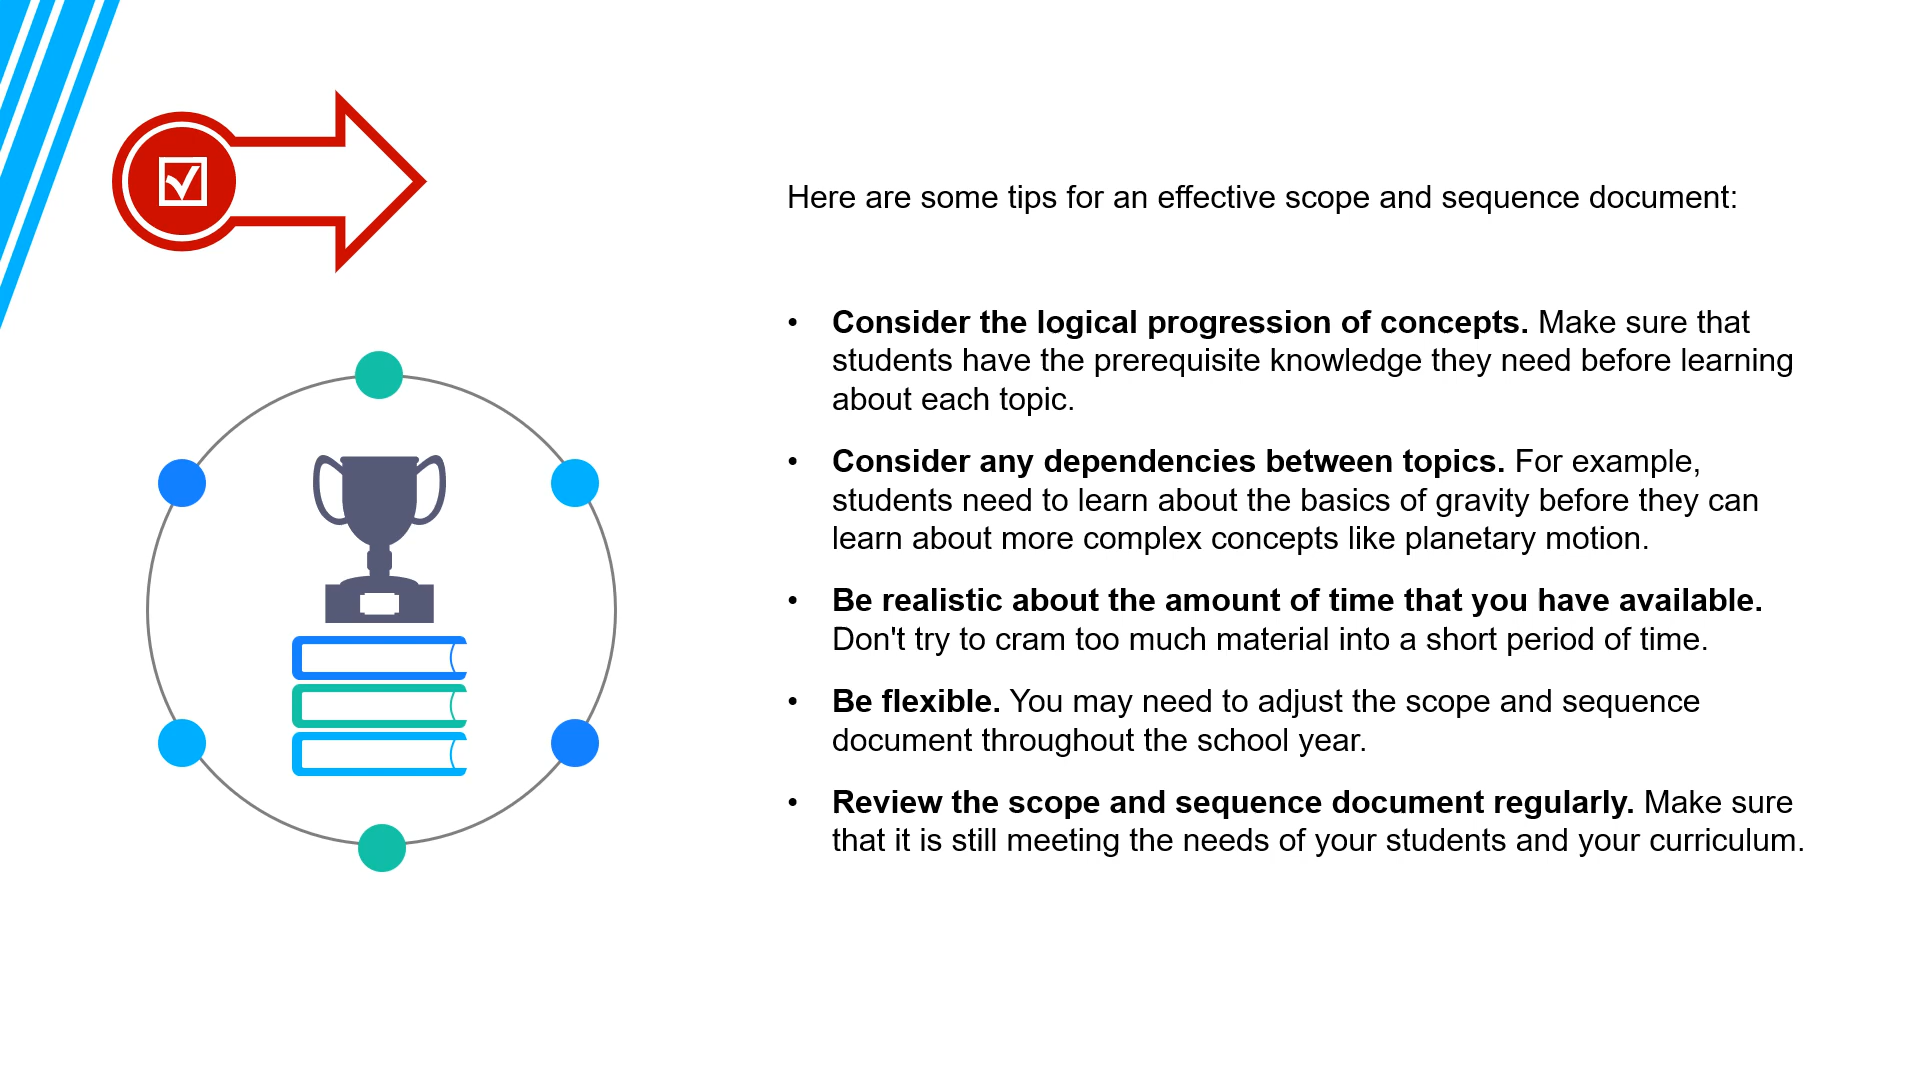 Here are some tips for an effective scope and sequence document:
• Consider the logical progression of concepts. Make sure that
students have the prerequisite knowledge they need before learning
about each topic.
• Consider any dependencies between topics. For example,
students need to learn about the basics of gravity before they can
learn about more complex concepts like planetary motion.
• Be realistic about the amount of time that you have available.
Don't try to cram too much material into a short period of time.
• Be flexible. You may need to adjust the scope and sequence
document throughout the school year.
• Review the scope and sequence document regularly. Make sure
that it is still meeting the needs of your students and your curriculum.